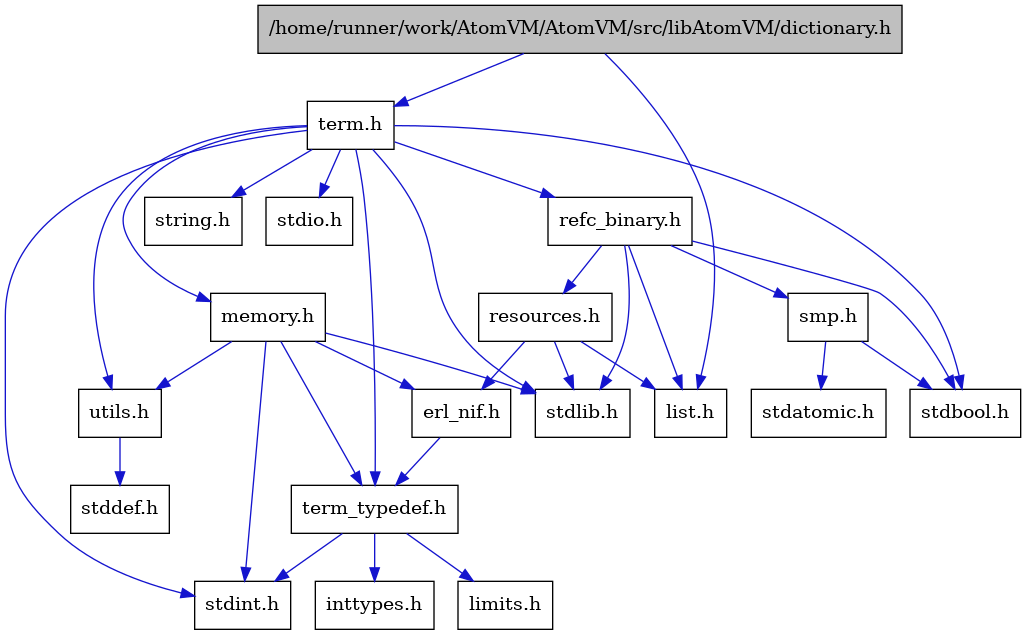 /home/runner/work/AtomVM/AtomVM/src/libAtomVM/dictionary.h
term.h
string.h
stdio.h
refc_binary.h
memory.h
resources.h
smp.h
utils.h
erl_nif.h
stdlib.h
list.h
stdatomic.h
stdbool.h
stddef.h
term_typedef.h
stdint.h
inttypes.h
limits.h